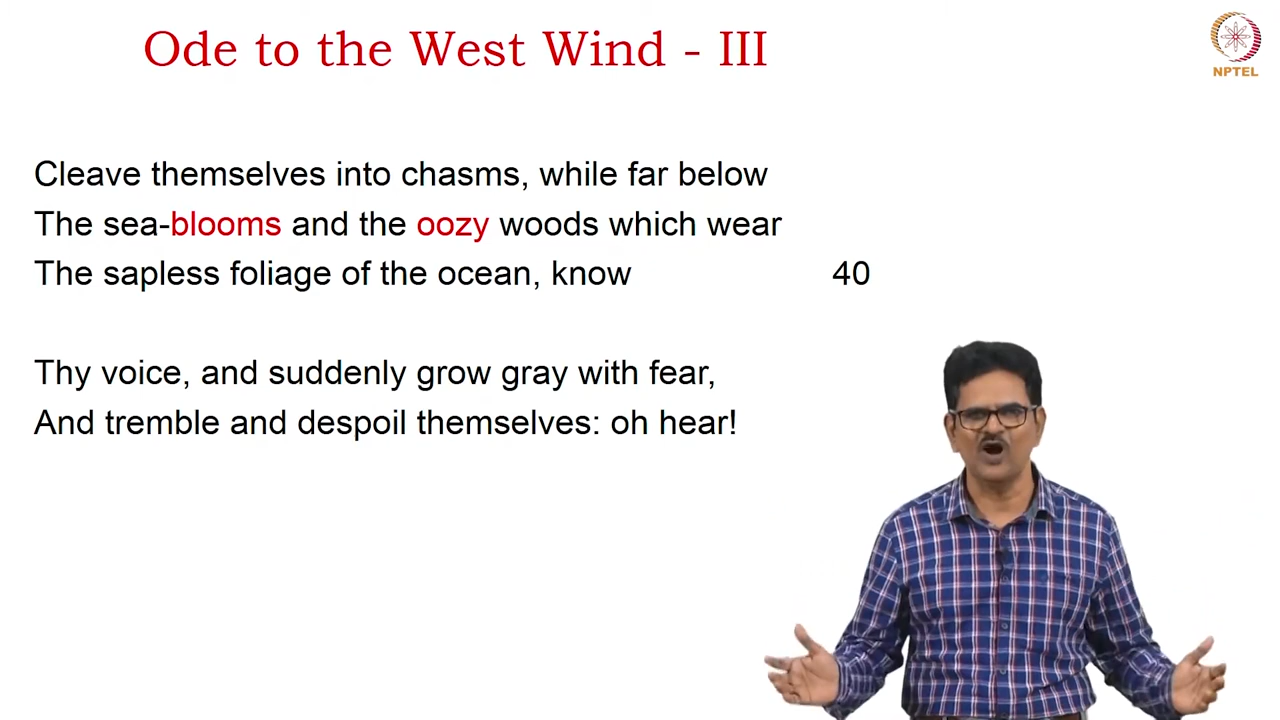 Ode to the West Wind - III
NPTEL
Cleave themselves into chasms, while far below
The sea-blooms and the oozy woods which wear
The sapless foliage of the ocean, know 40
Thy voice, and suddenly grow gray with fear,
And tremble and despoil themselves: oh hear!